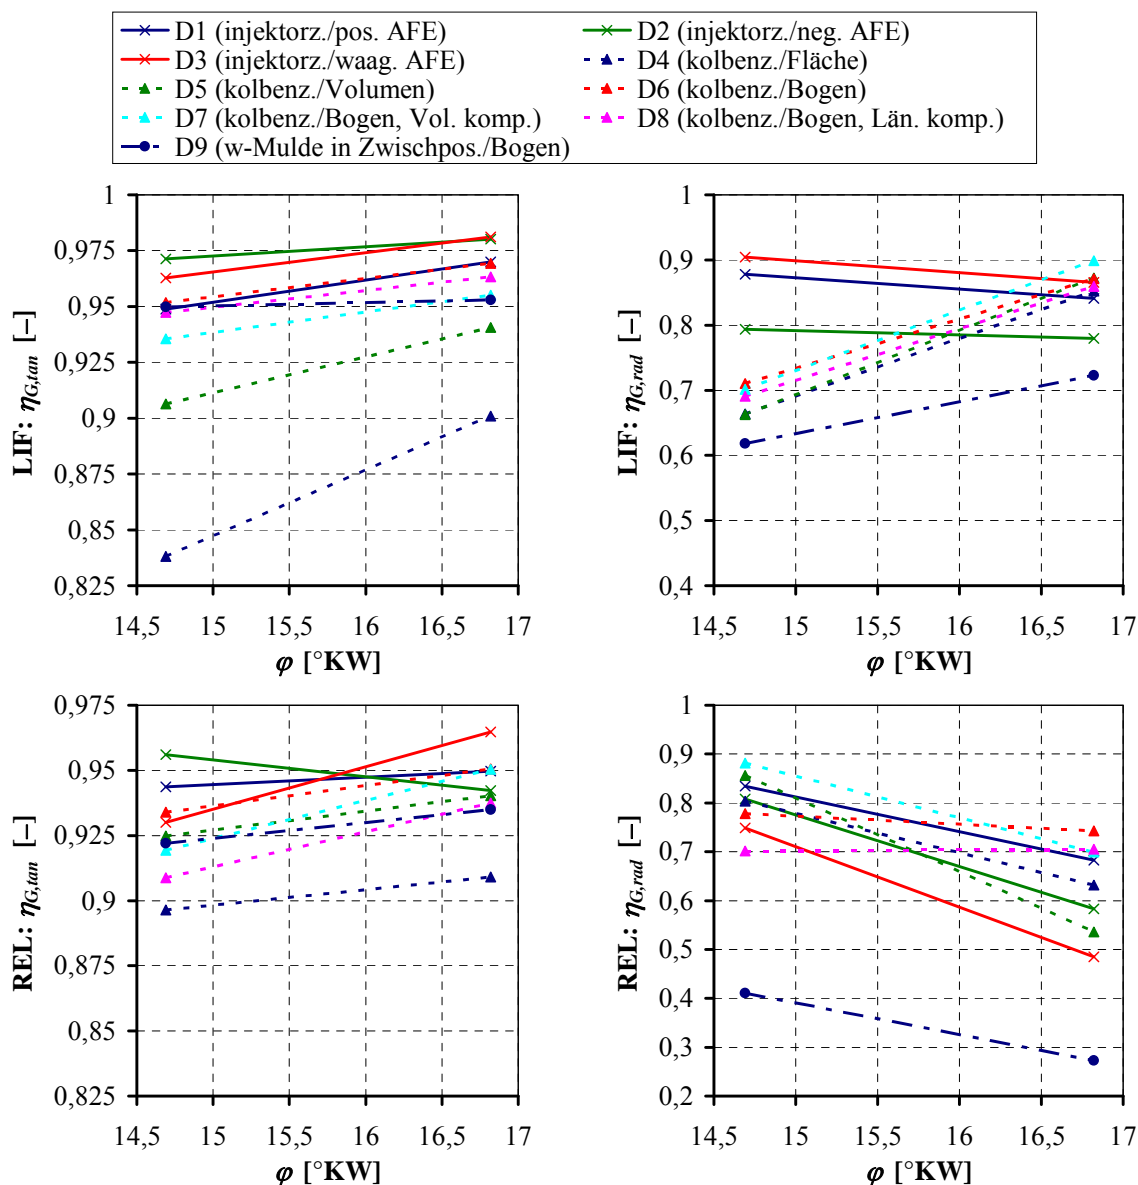 D1 (injektorz./pos. AFE) D2 (injektorz./neg. AFE)
D3 (injektorz./waag. AFE) D4 (kolbenz./Fläche)
D5 (kolbenz./Volumen) D6 (kolbenz./Bogen)
D7 (kolbenz./Bogen, Vol. komp.) D8 (kolbenz./Bogen, Län. komp.)
D9 (w-Mulde in Zwischpos./Bogen)
LIF: ηG,tan [–]
1
0,975
0,95
0,925
0,9
0,875
0,85
0,825
14,5 15 15,5 16 16,5 17
φ [°KW]
LIF: ηG,rad [–]
1
0,9
0,8
0,7
0,6
0,5
0,4
14,5 15 15,5 16 16,5 17
φ [°KW]
REL: ηG,tan [–]
0,975
0,95
0,925
0,9
0,875
0,85
0,825
14,5 15 15,5 16 16,5 17
φ [°KW]
REL: ηG,rad [–]
1
0,9
0,8
0,7
0,6
0,5
0,4
0,3
0,2
14,5 15 15,5 16 16,5 17
φ [°KW]